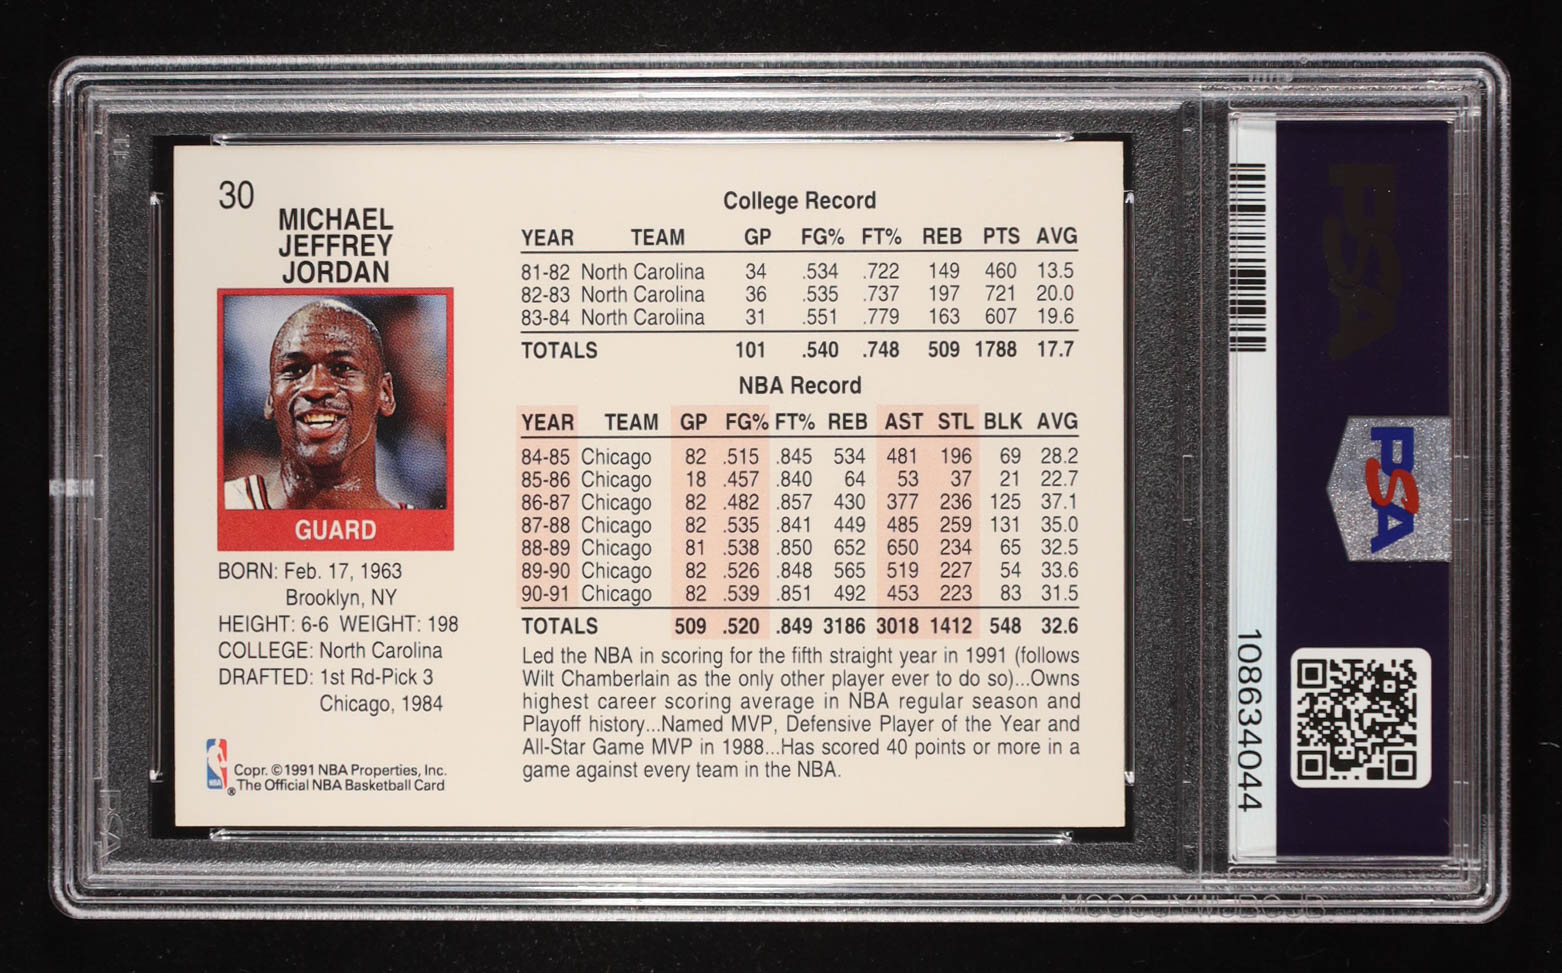 30
MICHAEL
JEFFREY
JORDAN
GUARD
BORN: Feb. 17, 1963
Brooklyn, NY
HEIGHT: 6-6 WEIGHT: 198
COLLEGE: North Carolina
DRAFTED: 1st Rd-Pick 3
Chicago, 1984
NBA
®
Copr. ©1991 NBA Properties, Inc.
The Official NBA Basketball Card
College Record
YEAR TEAM GP FG% FT% REB PTS AVG
81-82 North Carolina 34 .534 .722 149 460 13.5
82-83 North Carolina 36 .535 .737 197 721 20.0
83-84 North Carolina 31 .551 .779 163 607 19.6
TOTALS 101 .540 .748 509 1788 17.7
NBA Record
YEAR TEAM GP FG% FT% REB AST STL BLK AVG
84-85 Chicago 82 .515 .845 534 481 196 69 28.2
85-86 Chicago 18 .457 .840 64 53 37 21 22.7
86-87 Chicago 82 .482 .857 430 377 236 125 37.1
87-88 Chicago 82 .535 .841 449 485 259 131 35.0
88-89 Chicago 81 .538 .850 652 650 234 65 32.5
89-90 Chicago 82 .526 .848 565 519 227 54 33.6
90-91 Chicago 82 .539 .851 492 453 223 83 31.5
TOTALS 509 .520 .849 3186 3018 1412 548 32.6
Led the NBA in scoring for the fifth straight year in 1991 (follows
Wilt Chamberlain as the only other player ever to do so)...Owns
highest career scoring average in NBA regular season and
Playoff history...Named MVP, Defensive Player of the Year and
All-Star Game MVP in 1988...Has scored 40 points or more in a
game against every team in the NBA.
108634044
PSA
PSA